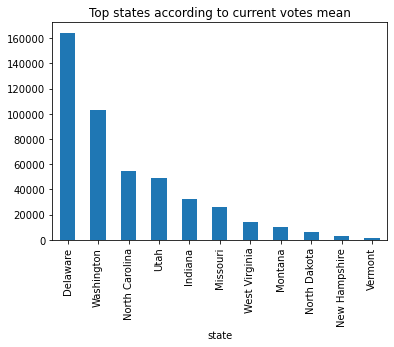 Top states according to current votes mean
160000
140000
120000
100000
80000
60000
40000
20000
0
Delaware
Washington
North Carolina
Utah
Indiana
Missouri
West Virginia
Montana
North Dakota
New Hampshire
Vermont
state